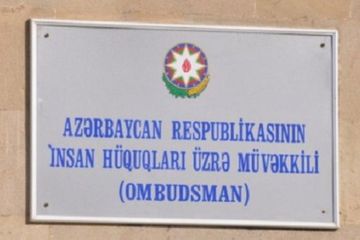 AZƏRBAYCAN RESPUBLİKASININ
İNSAN HÜQUQLARI ÜZRƏ MÜVƏKKİLİ
(OMBUDSMAN)